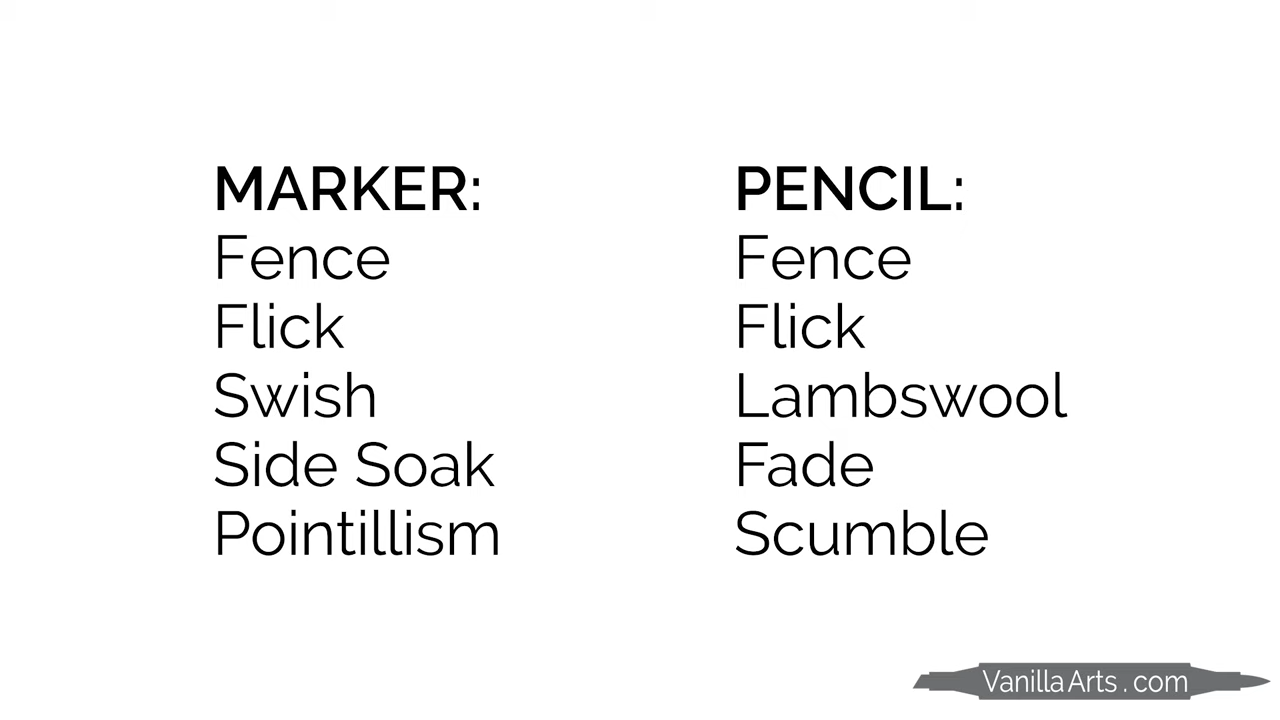 MARKER:
Fence
Flick
Swish
Side Soak
Pointillism
PENCIL:
Fence
Flick
Lambswool
Fade
Scumble
VanillaArts.com